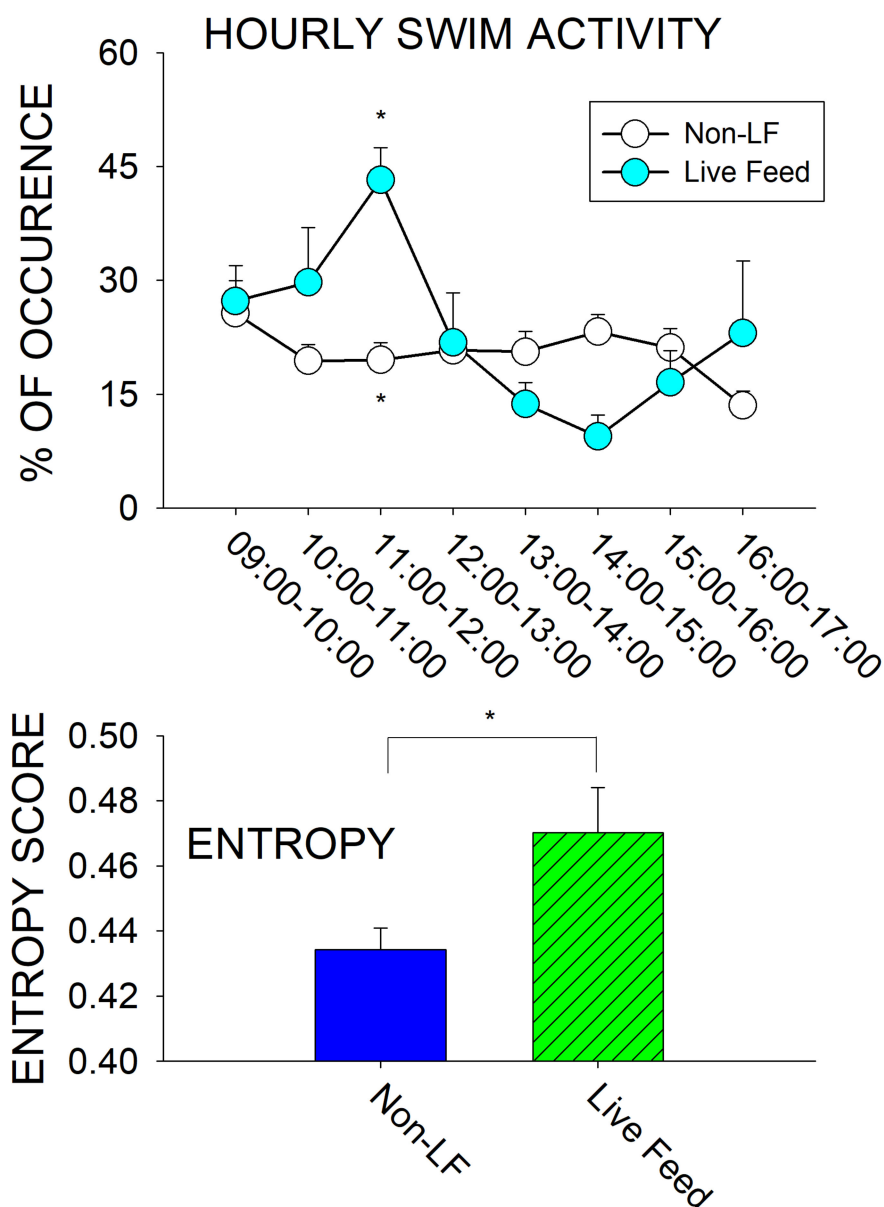 HOURLY SWIM ACTIVITY
% OF OCCURENCE
60
45
30
15
0
*
*
Non-LF
Live Feed
09:00-10:00
10:00-11:00
11:00-12:00
12:00-13:00
13:00-14:00
14:00-15:00
15:00-16:00
16:00-17:00
ENTROPY SCORE
0.50
0.48
0.46
0.44
0.42
0.40
*
ENTROPY
Non-LF
Live Feed